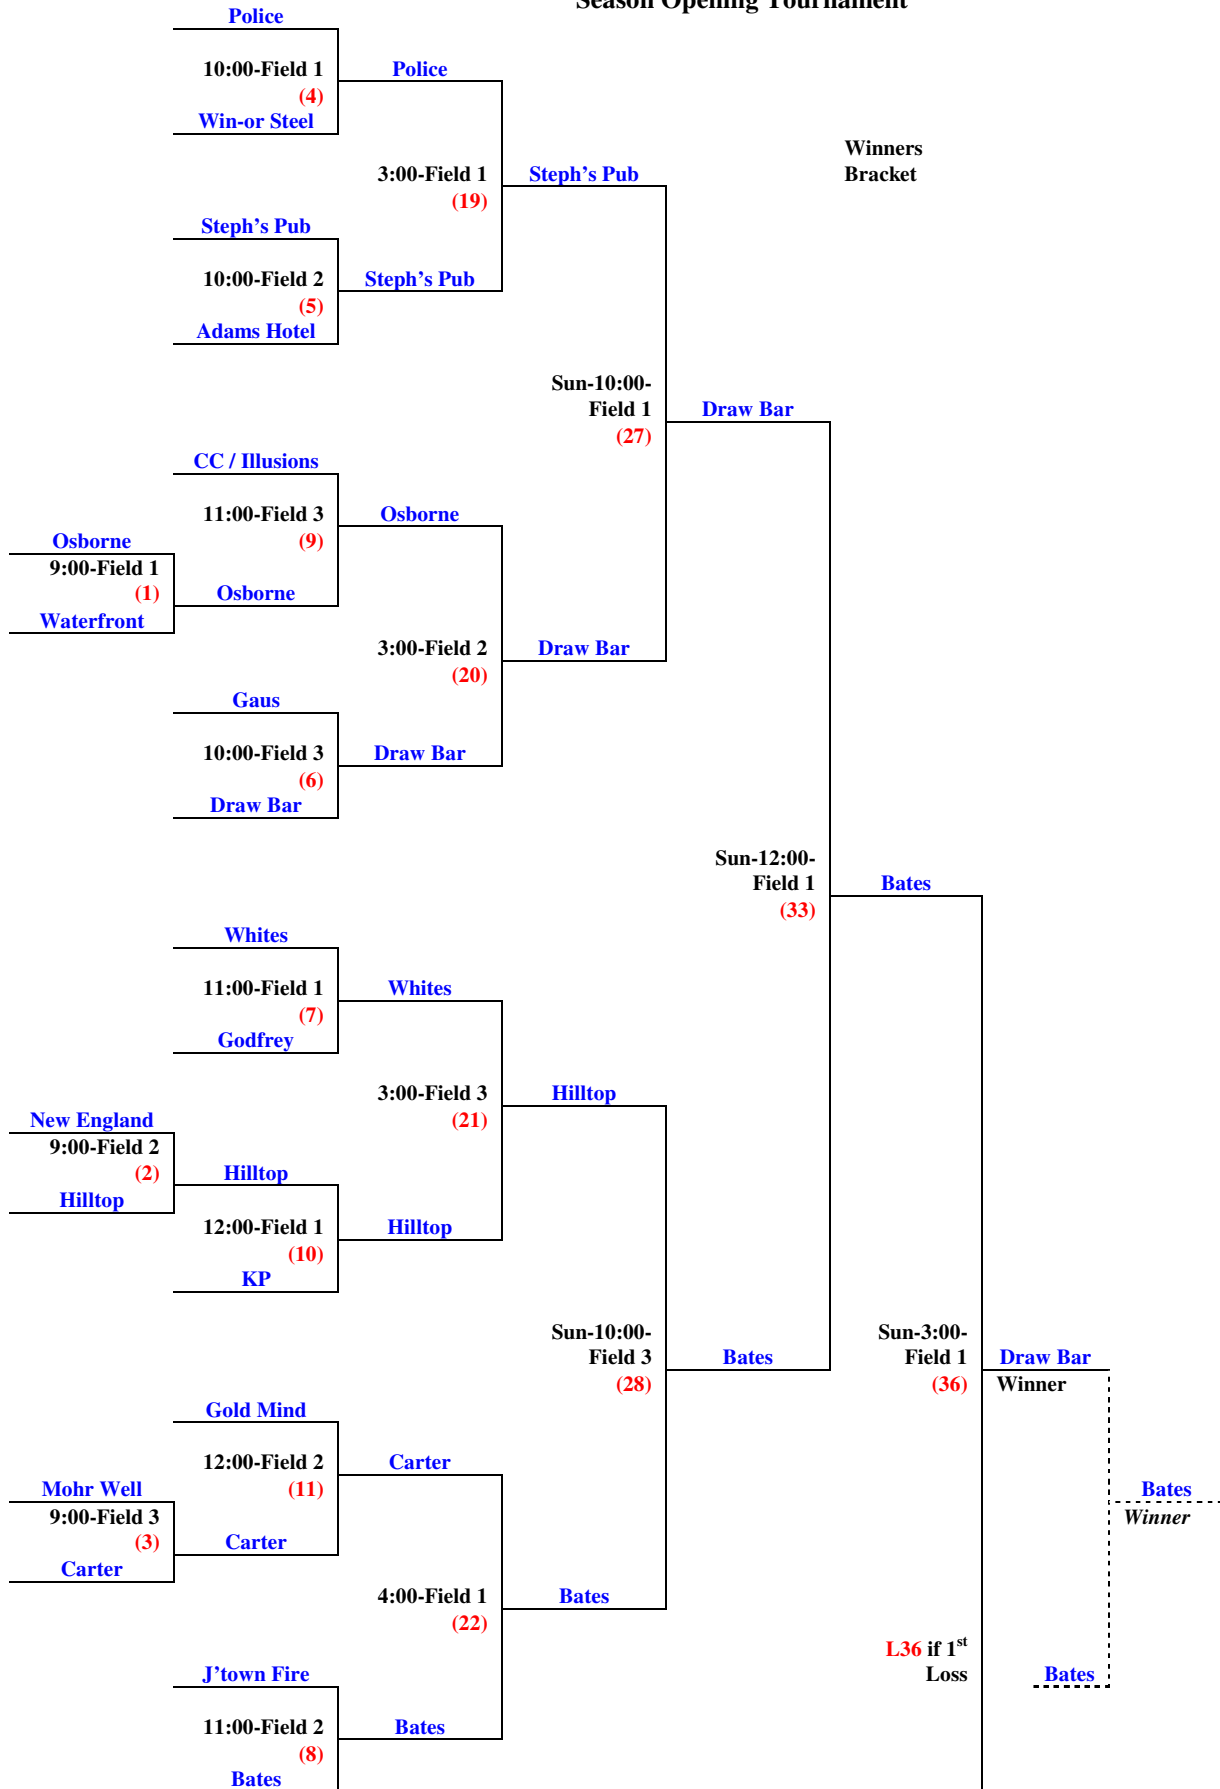 Season Opening Tournament
Police
10:00-Field 1
(4)
Police
Win-or Steel
Winners
Bracket
3:00-Field 1
(19)
Steph's Pub
Steph's Pub
10:00-Field 2
(5)
Steph's Pub
Adams Hotel
Sun-10:00-
Field 1
(27)
Draw Bar
CC / Illusions
11:00-Field 3
(9)
Osborne
Osborne
9:00-Field 1
(1)
Osborne
Waterfront
3:00-Field 2
(20)
Draw Bar
Gaus
10:00-Field 3
(6)
Draw Bar
Draw Bar
Sun-12:00-
Field 1
(33)
Bates
Whites
11:00-Field 1
(7)
Whites
Godfrey
3:00-Field 3
(21)
Hilltop
New England
9:00-Field 2
(2)
Hilltop
Hilltop
12:00-Field 1
(10)
Hilltop
KP
Sun-10:00-
Field 3
(28)
Bates
Sun-3:00-
Field 1
(36)
Draw Bar
Winner
Gold Mind
12:00-Field 2
(11)
Carter
Mohr Well
9:00-Field 3
(3)
Carter
Carter
Bates
Winner
4:00-Field 1
(22)
Bates
L36 if 1st
Loss
Bates
J'town Fire
11:00-Field 2
(8)
Bates
Bates